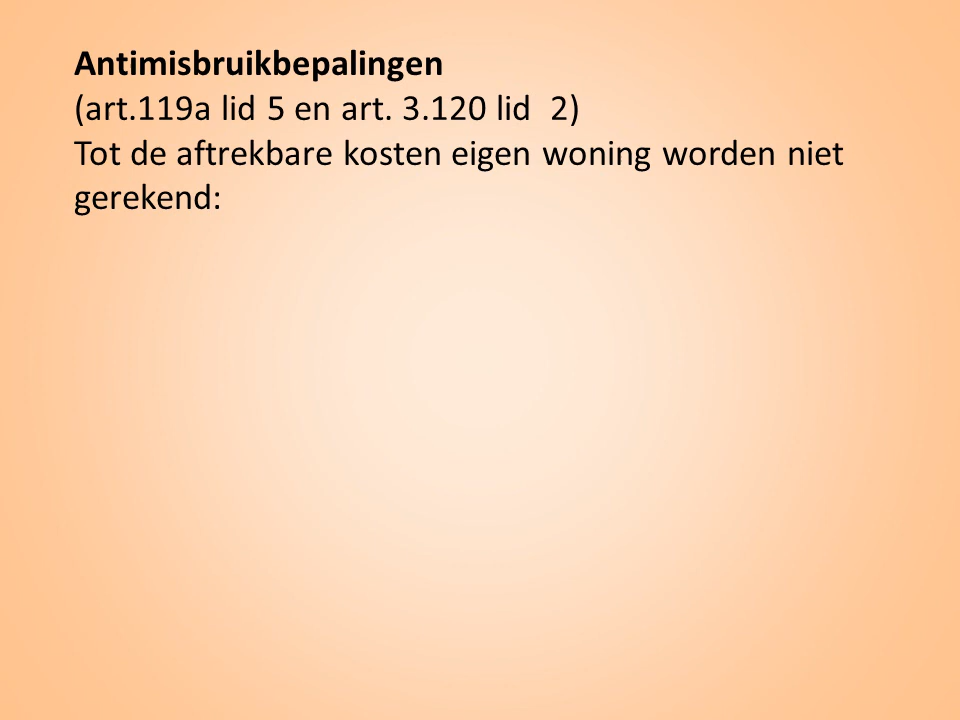 Antimisbruikbepalingen
(art.119a lid 5 en art. 3.120 lid  2)
Tot de aftrekbare kosten eigen woning worden niet
gerekend: